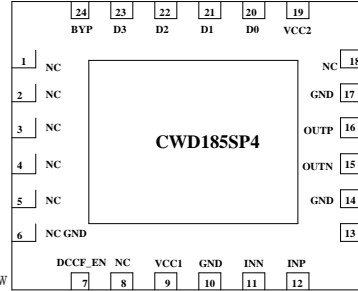 24 23 22 21 20 19
BYP D3 D2 D1 D0 VCC2
1 NC NC 18
2 NC GND 17
3 NC OUTP 16
CWD185SP4
4 NC OUTN 15
5 NC GND 14
6 NC GND 13
DCCF_EN NC VCC1 GND INN INP
7 8 9 10 11 12
W